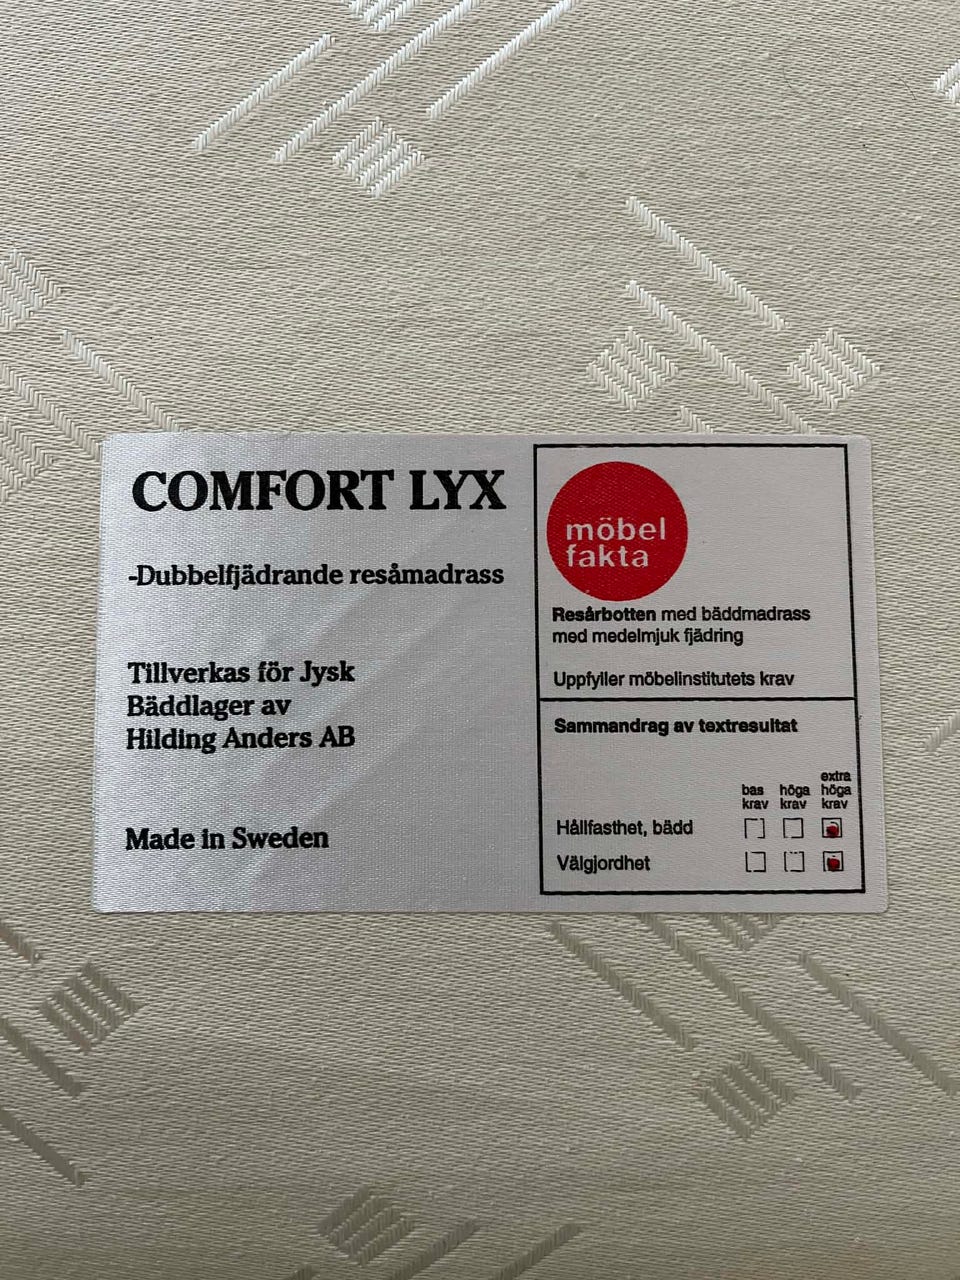 COMFORT LYX
-Dubbelfjädrande resåmadrass
Tillverkas för Jysk
Bäddlager av
Hilding Anders AB
Made in Sweden
möbel
fakta
Resårbotten med bäddmadrass
med medelmjuk fjädring
Uppfyller möbelinstitutets krav
Sammandrag av textresultat
bas krav
höga krav
extra höga krav
Hållfasthet, bädd
Välgjordhet